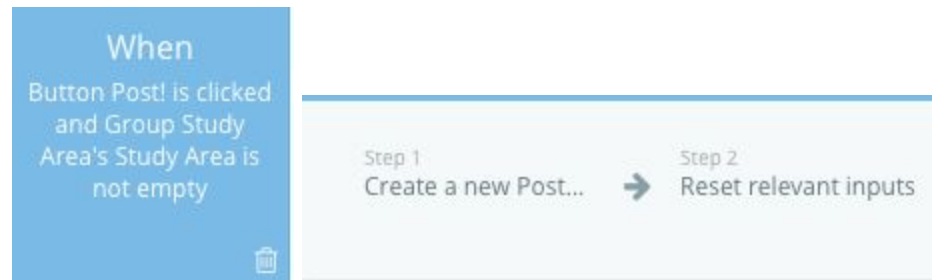 When
Button Post! is clicked
and Group Study
Area's Study Area is
not empty
Step 1
Create a new Post...
Step 2
Reset relevant inputs